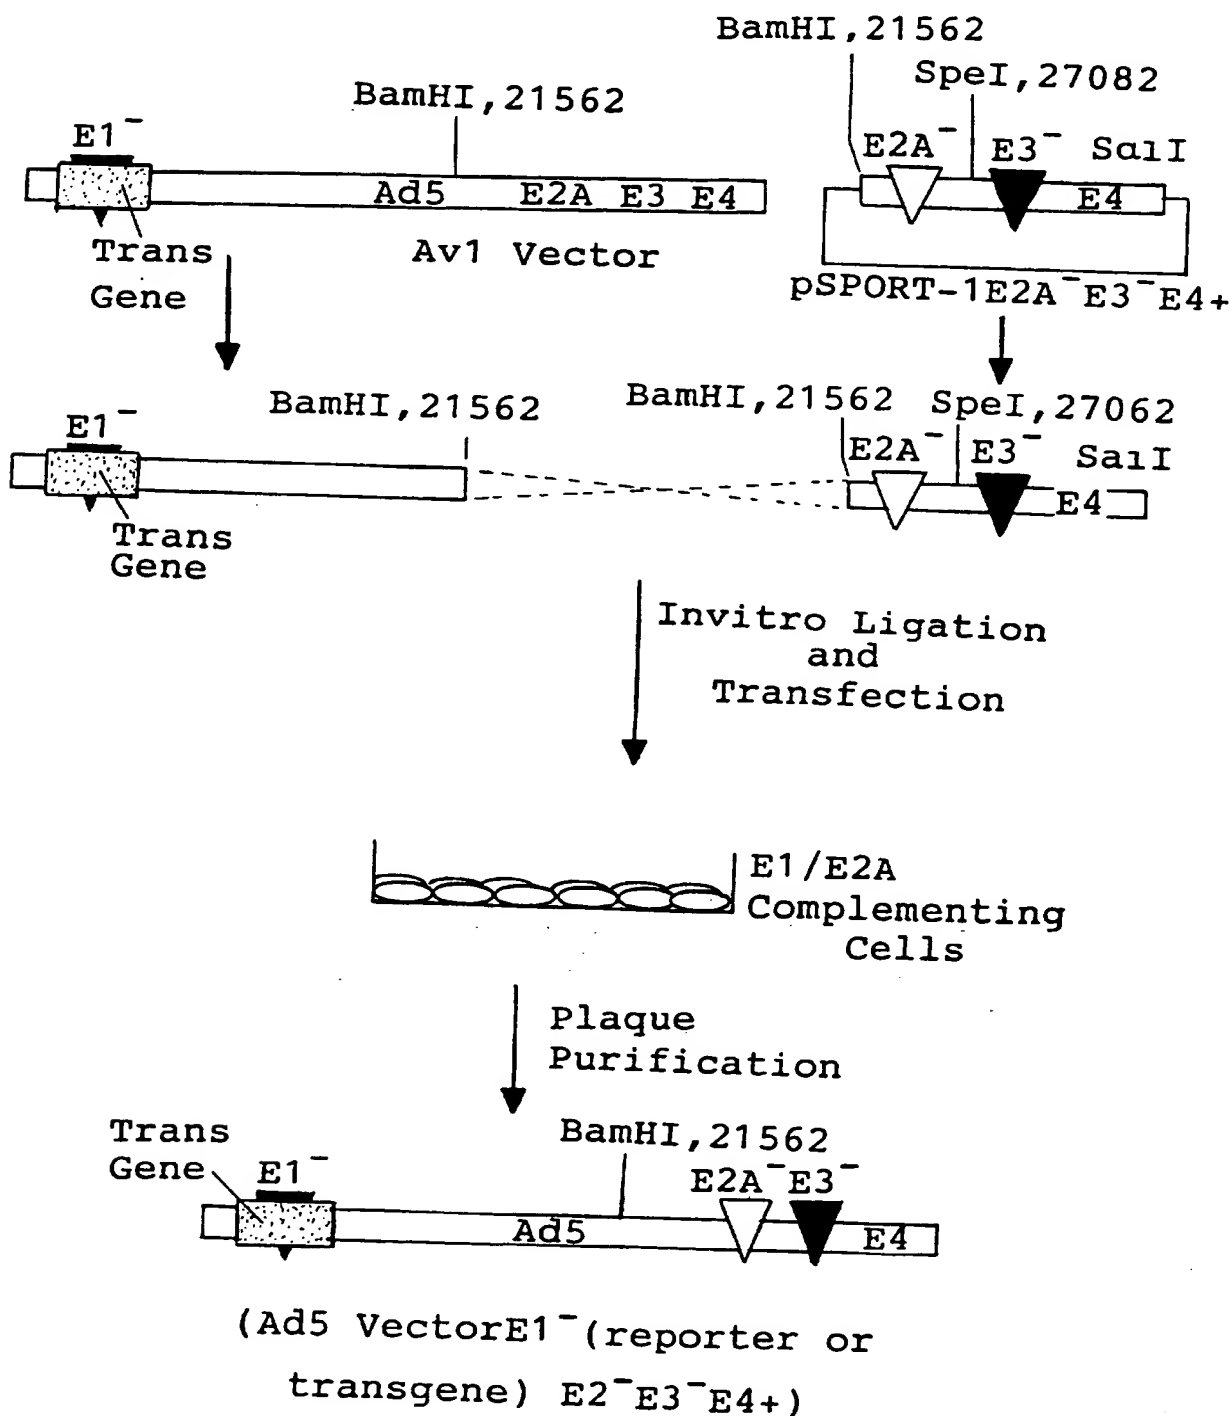 BamHI,21562
SpeI,27082
BamHI,21562
E1⁻
E2A⁻
E3⁻
SalI
Ad5
E2A
E3
E4
E4
Trans
Gene
Av1 Vector
pSPORT-1E2A⁻E3⁻E4+
BamHI,21562
BamHI,21562
SpeI,27062
E1⁻
E2A⁻
E3⁻
SalI
E4
Trans
Gene
Invitro Ligation
and
Transfection
E1/E2A
Complementing
Cells
Plaque
Purification
Trans
Gene
E1⁻
BamHI,21562
E2A⁻E3⁻
Ad5
E4
(Ad5 VectorE1⁻(reporter or
transgene) E2⁻E3⁻E4+)